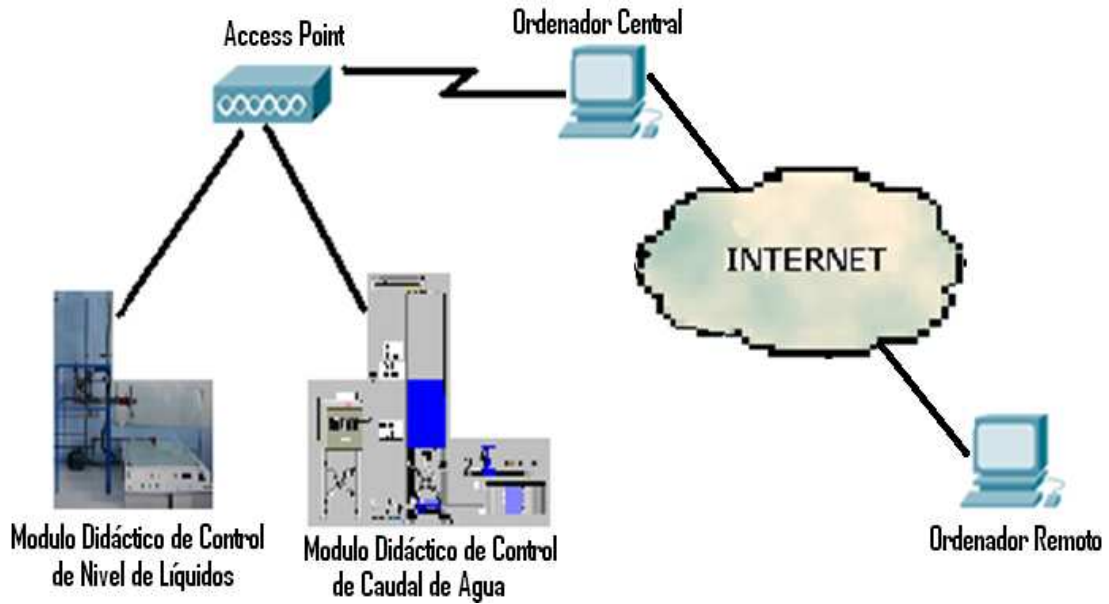 Access Point
Ordenador Central
INTERNET
Modulo Didáctico de Control
de Nivel de Líquidos
Modulo Didáctico de Control
de Caudal de Agua
Ordenador Remoto